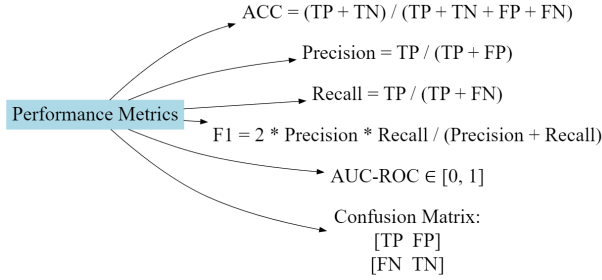 ACC = (TP + TN) / (TP + TN + FP + FN)
Precision = TP / (TP + FP)
Recall = TP / (TP + FN)
Performance Metrics
F1 = 2 * Precision * Recall / (Precision + Recall)
AUC-ROC ∈ [0, 1]
Confusion Matrix:
[TP FP]
[FN TN]